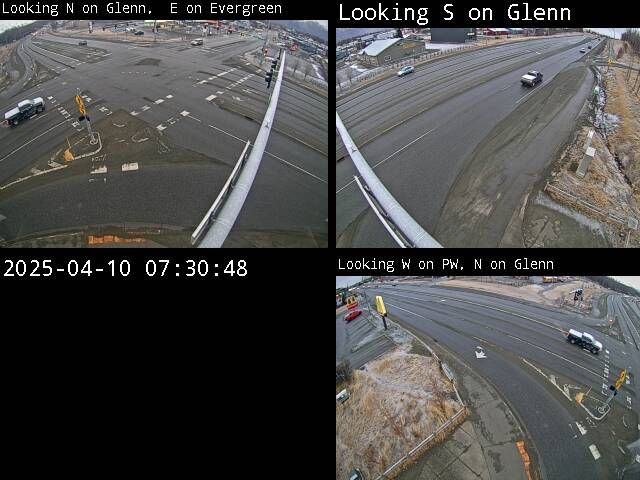 Looking N on Glenn,  E on Evergreen
Looking S on Glenn
2025-04-10 07:30:48
Looking W on PW, N on Glenn